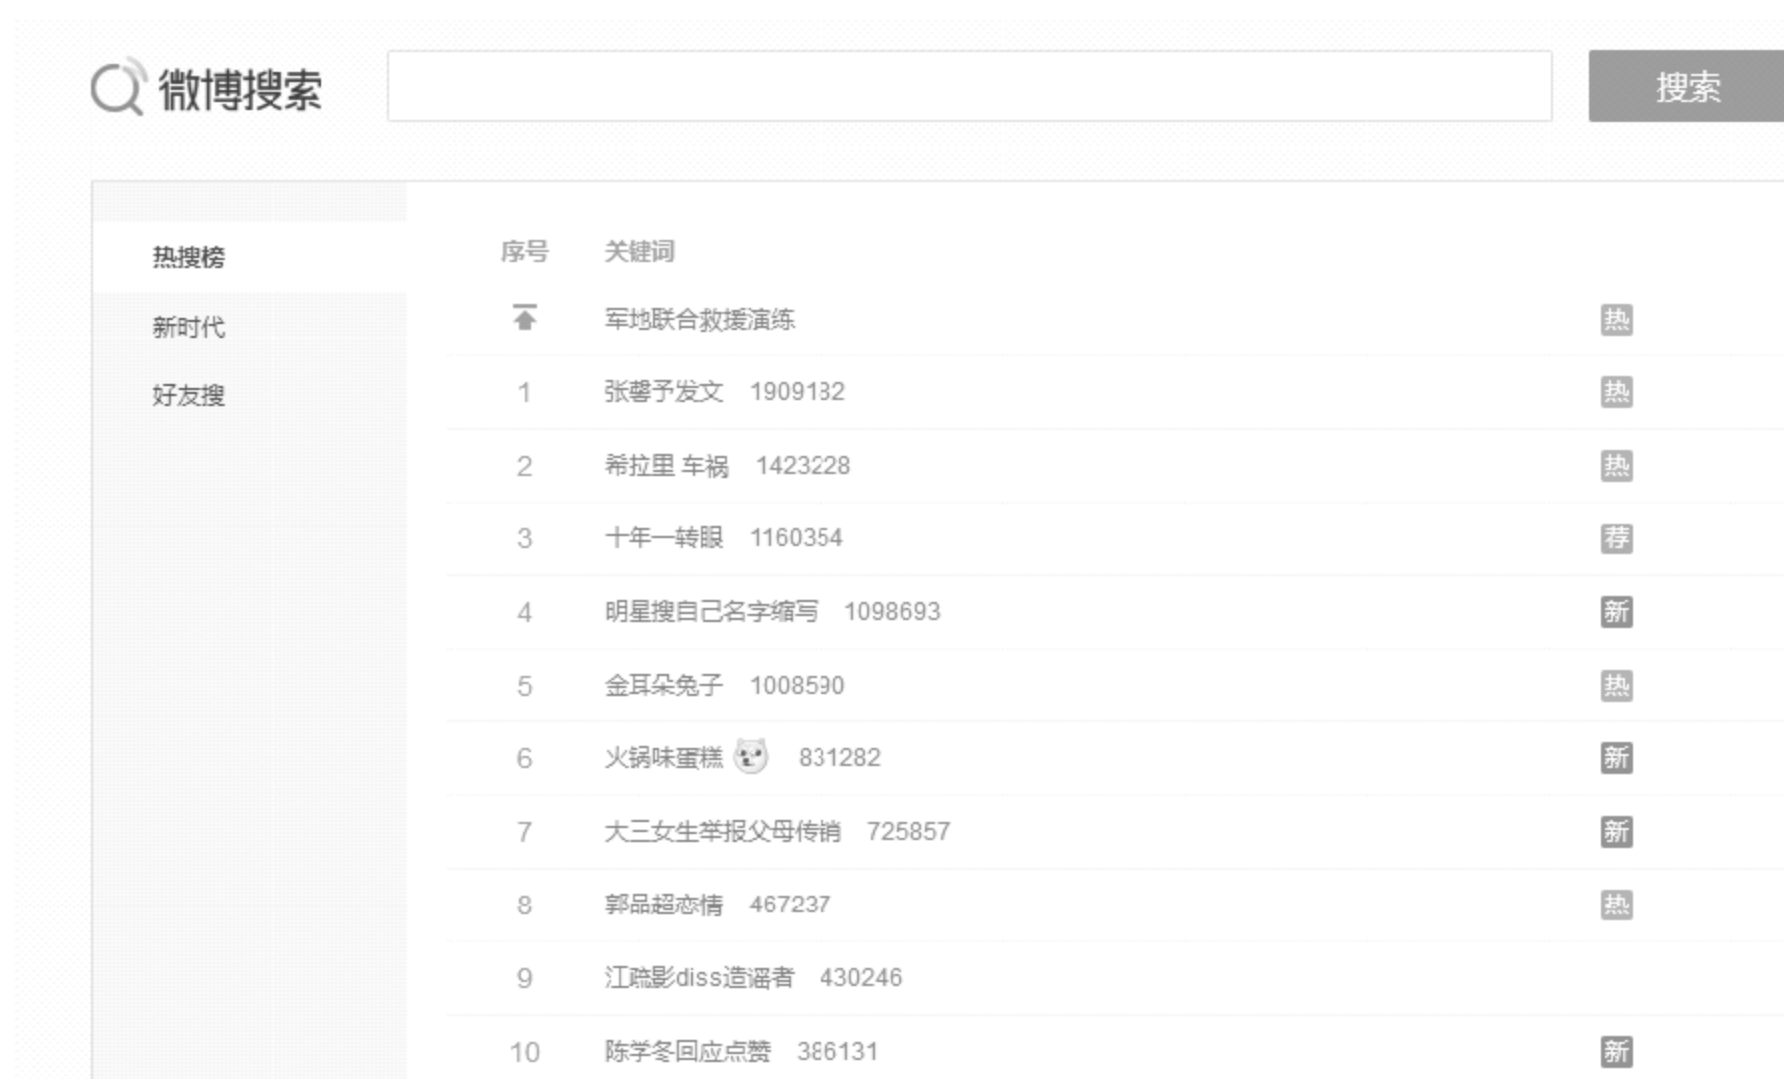 微博搜索
搜索
热搜榜
新时代
好友搜
序号 关键词
军地联合救援演练 热
1 张馨予发文 1909182 热
2 希拉里 车祸 1423228 热
3 十年一转眼 1160354 荐
4 明星搜自己名字缩写 1098693 新
5 金耳朵兔子 1008590 热
6 火锅味蛋糕 831282 新
7 大三女生举报父母传销 725857 新
8 郭品超恋情 467237 热
9 江疏影diss造谣者 430246
10 陈学冬回应点赞 386131 新